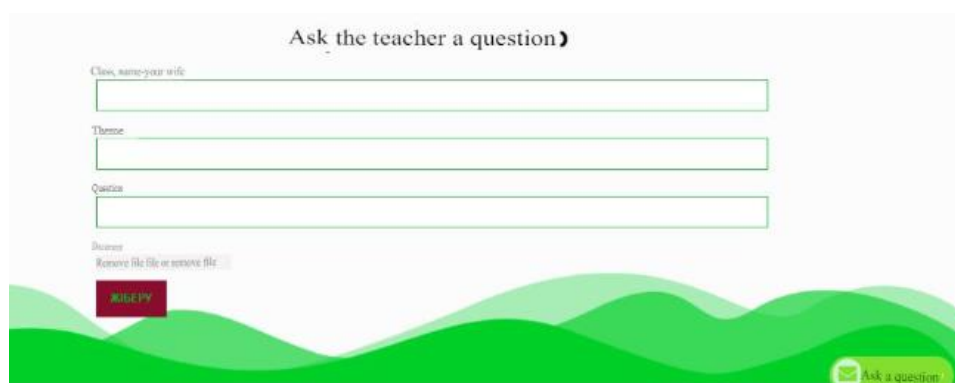 Ask the teacher a question
Class, name-your wife
Theme
Question
Remove file file or remove file
ЖІБЕРУ
Ask a question